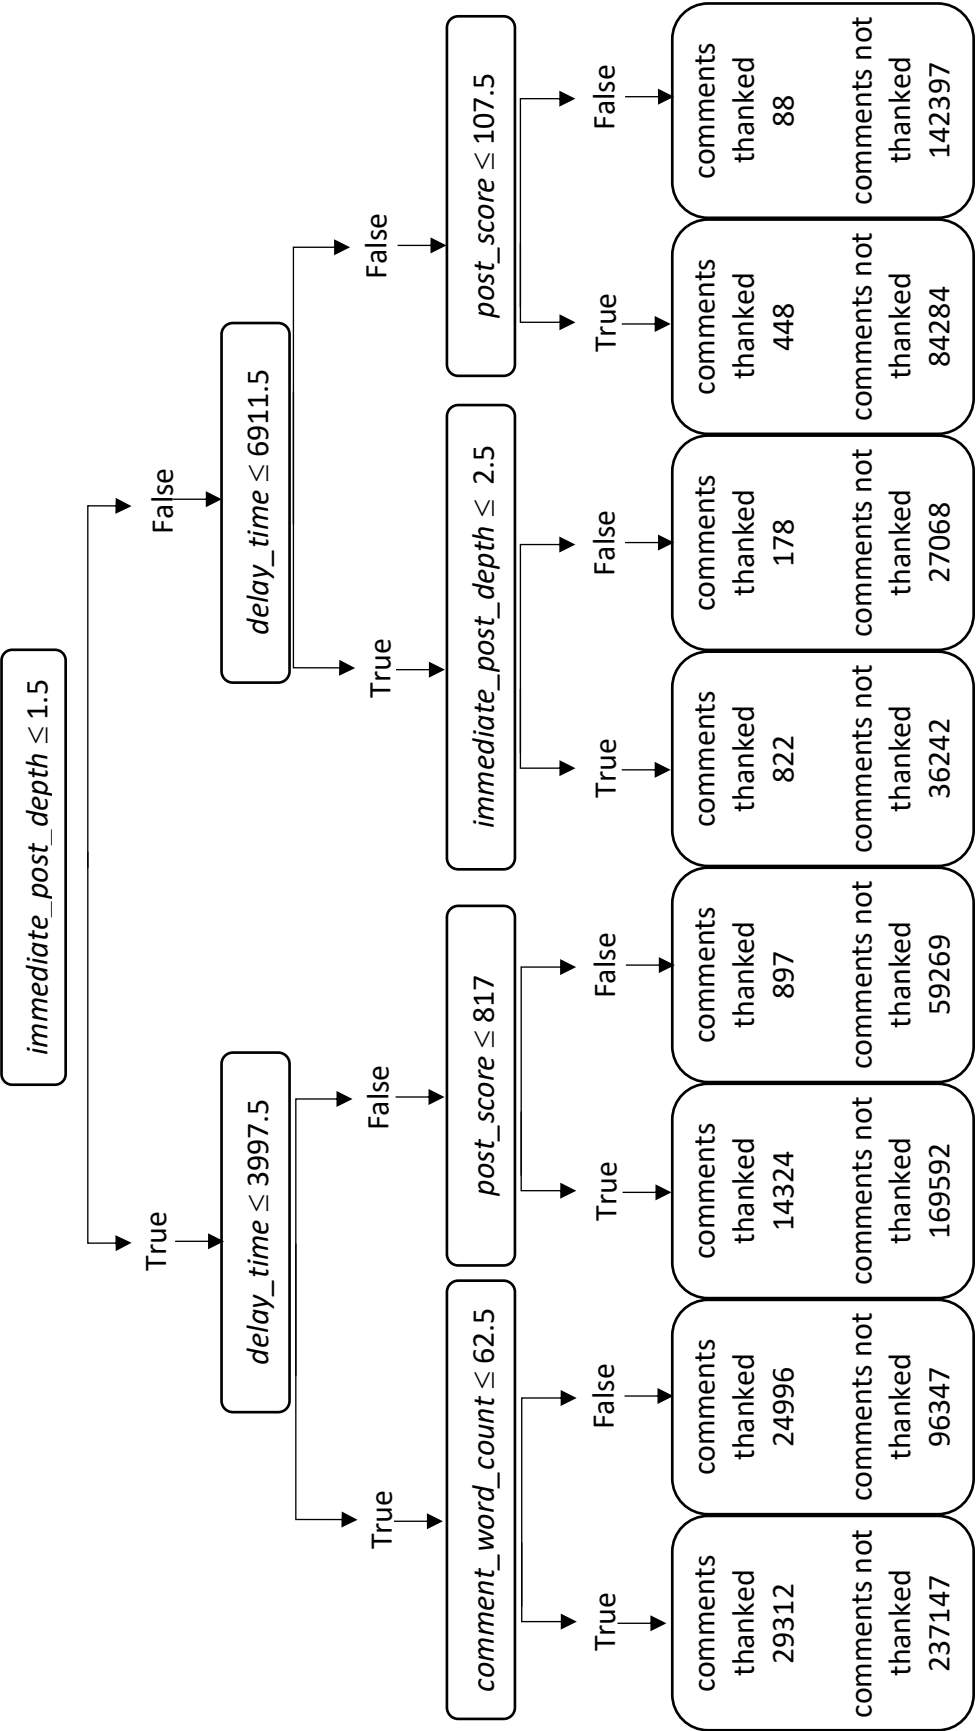 immediate_post_depth ≤ 1.5
True
False
delay_time ≤ 3997.5
delay_time ≤ 6911.5
True
False
True
False
comment_word_count ≤ 62.5
post_score ≤ 817
immediate_post_depth ≤ 2.5
post_score ≤ 107.5
True
False
True
False
True
False
True
False
comments
thanked
29312
comments not
thanked
237147
comments
thanked
24996
comments not
thanked
96347
comments
thanked
14324
comments not
thanked
169592
comments
thanked
897
comments not
thanked
59269
comments
thanked
822
comments not
thanked
36242
comments
thanked
178
comments not
thanked
27068
comments
thanked
448
comments not
thanked
84284
comments
thanked
88
comments not
thanked
142397